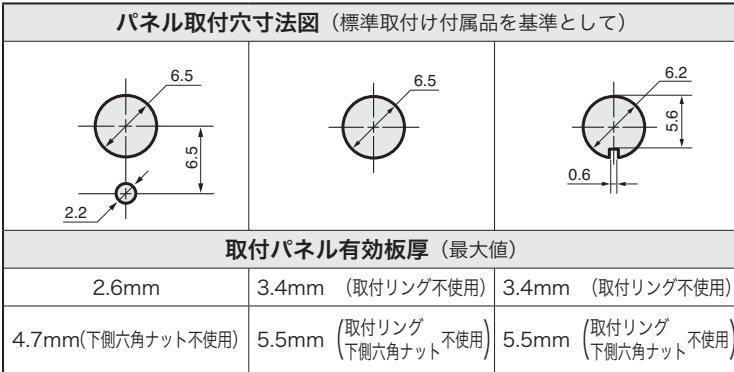 パネル取付穴寸法図（標準取付け付属品を基準として）
6.5
6.5
2.2
6.5
6.2
5.6
0.6
取付パネル有効板厚（最大値）
2.6mm
3.4mm （取付リング不使用）
3.4mm （取付リング不使用）
4.7mm(下側六角ナット不使用)
5.5mm (取付リング
下側六角ナット不使用)
5.5mm (取付リング
下側六角ナット不使用)